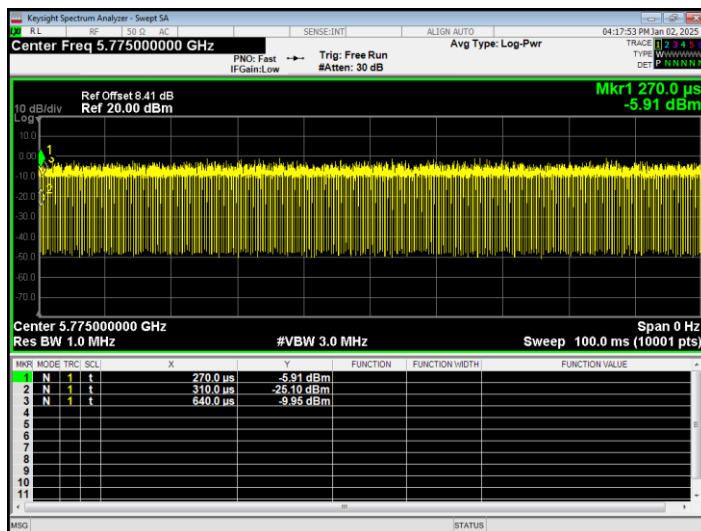 Keysight Spectrum Analyzer - Swept SA
RL RF 50 Ω AC SENSE:INT ALIGN AUTO 04:17:53 PM Jan 02, 2025
Center Freq 5.775000000 GHz
PNO: Fast
IFGain:Low
Trig: Free Run
#Atten: 30 dB
Avg Type: Log-Pwr
TRACE 1 2 3 4 5 6
TYPE W
DET P N N N N N
Mkr1 270.0 µs
-5.91 dBm
Ref Offset 8.41 dB
10 dB/div Ref 20.00 dBm
Log
10.0
0.00
-10.0
-20.0
-30.0
-40.0
-50.0
-60.0
-70.0
1
3
2
Center 5.775000000 GHz Span 0 Hz
Res BW 1.0 MHz #VBW 3.0 MHz Sweep 100.0 ms (10001 pts)
MKR MODE TRC SCL X Y FUNCTION FUNCTION WIDTH FUNCTION VALUE
1 N 1 t 270.0 µs -5.91 dBm
2 N 1 t 310.0 µs -25.10 dBm
3 N 1 t 640.0 µs -9.95 dBm
4
5
6
7
8
9
10
11
MSG STATUS